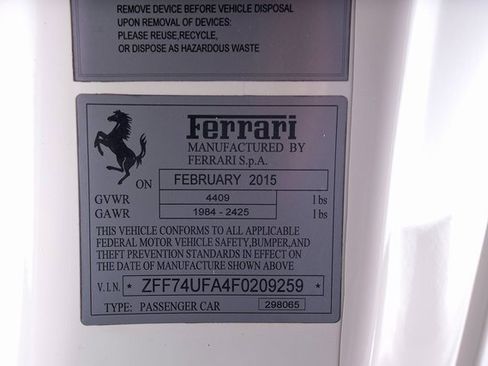 REMOVE DEVICE BEFORE VEHICLE DISPOSAL
UPON REMOVAL OF DEVICES:
PLEASE REUSE,RECYCLE,
OR DISPOSE AS HAZARDOUS WASTE
Ferrari
MANUFACTURED BY
FERRARI S.p.A.
ON FEBRUARY 2015
GVWR 4409 lbs
GAWR 1984 - 2425 lbs
THIS VEHICLE CONFORMS TO ALL APPLICABLE
FEDERAL MOTOR VEHICLE SAFETY,BUMPER,AND
THEFT PREVENTION STANDARDS IN EFFECT ON
THE DATE OF MANUFACTURE SHOWN ABOVE
V.I.N. * ZFF74UFA4F0209259 *
TYPE: PASSENGER CAR 298065